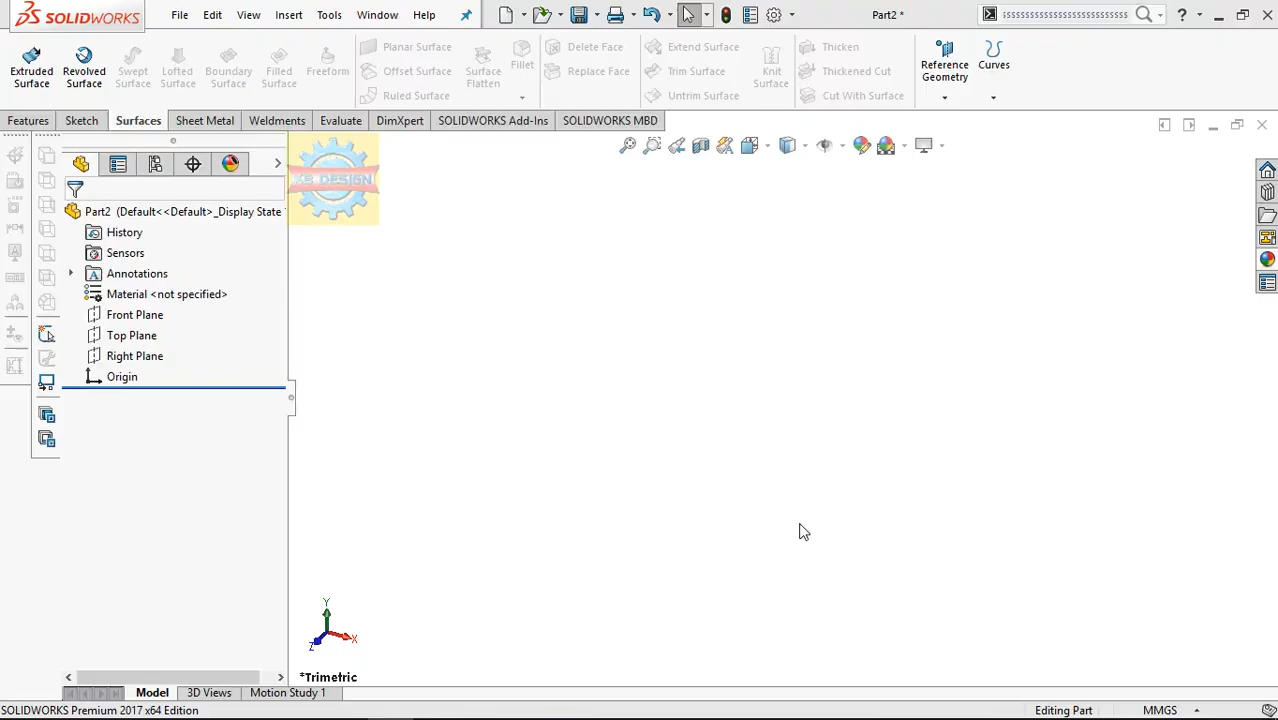 SOLIDWORKS File Edit View Insert Tools Window Help Part2 * ssssssssssssssssssssssss ?
Extruded Surface Revolved Surface Swept Surface Lofted Surface Boundary Surface Filled Surface Freeform
Planar Surface
Offset Surface
Ruled Surface
Surface Flatten Fillet
Delete Face
Replace Face
Extend Surface
Trim Surface
Untrim Surface
Knit Surface
Thicken
Thickened Cut
Cut With Surface
Reference Geometry Curves
Features Sketch Surfaces Sheet Metal Weldments Evaluate DimXpert SOLIDWORKS Add-Ins SOLIDWORKS MBD
KS DESIGN
Part2 (Default<<Default>_Display State
History
Sensors
A Annotations
Material <not specified>
Front Plane
Top Plane
Right Plane
Origin
Y
X
Z
*Trimetric
Model 3D Views Motion Study 1
SOLIDWORKS Premium 2017 x64 Edition Editing Part MMGS